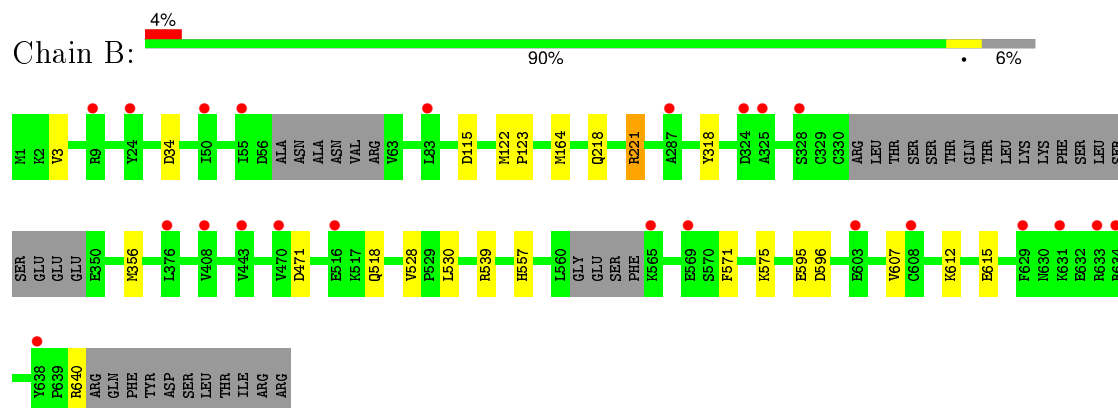 4%
Chain B:
90% • 6%
M1 K2 V3 R9 Y24 D34 I50 I55 D56 ALA ASN ALA ASN VAL ARG V63 L83 D115 M122 P123 M164 Q218 R221 A287 Y318 D324 A325 S328 C329 C330 ARG LEU THR SER SER THR GLN THR LEU LYS LYS PHE SER LEU SER
SER GLU GLU GLU E350 M356 L376 V408 V443 V470 D471 E516 K517 Q518 V528 P529 L530 R539 H557 L560 GLY GLU SER PHE K565 E569 S570 F571 K575 E595 D596 E603 V607 C608 K612 E615 F629 N630 K631 E632 R633
Y638 P639 R640 ARG GLN PHE TYR ASP SER LEU THR ILE ARG ARG